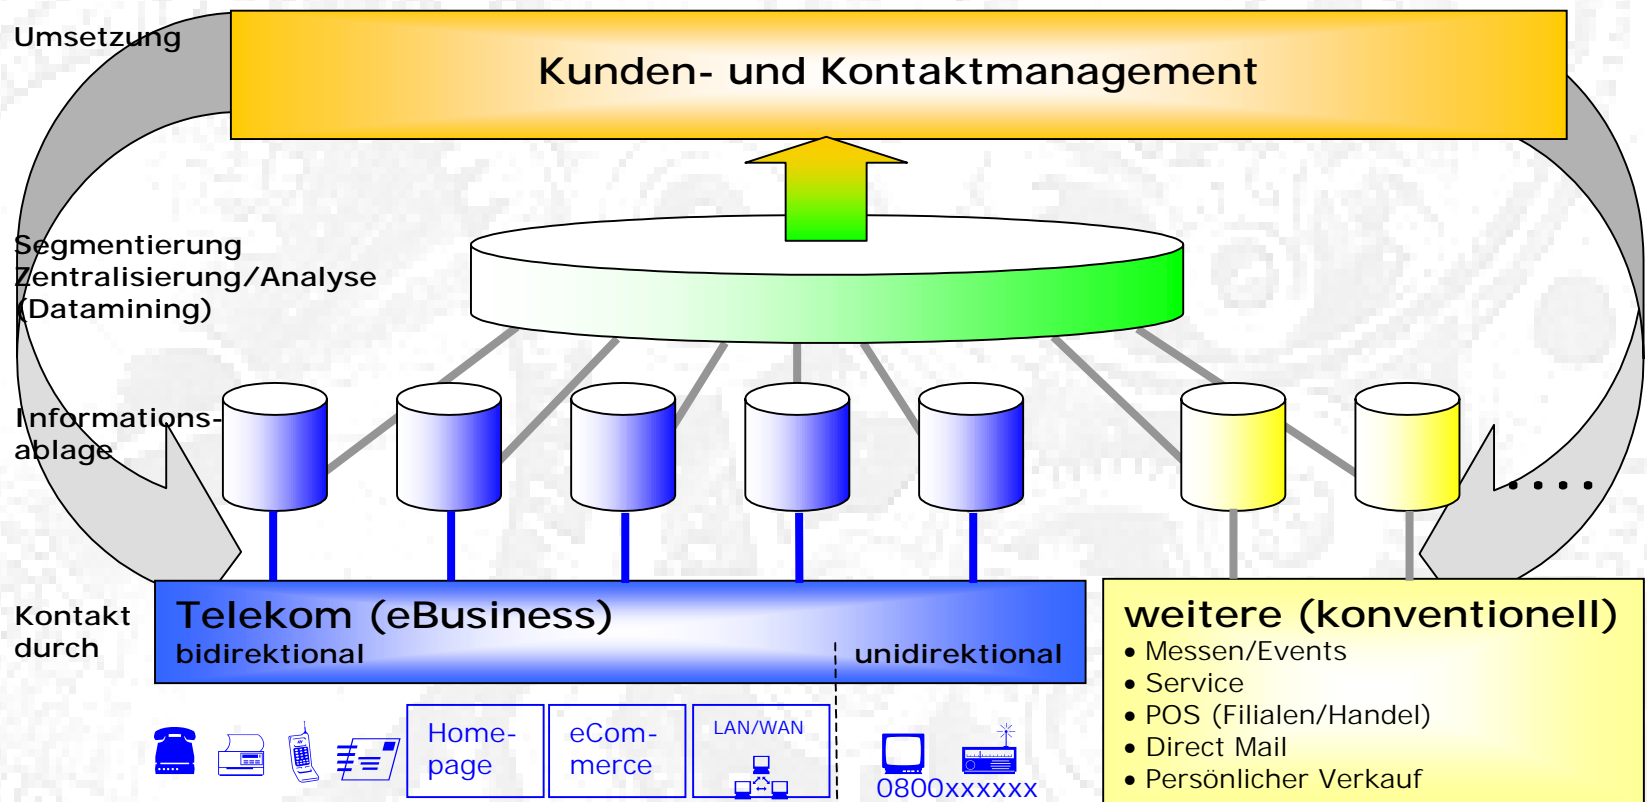 Umsetzung
Kunden- und Kontaktmanagement
Segmentierung
Zentralisierung/Analyse
(Datamining)
Informations-
ablage
.....
Kontakt
durch
Telekom (eBusiness)
bidirektional
unidirektional
Home-
page
eCom-
merce
LAN/WAN
0800xxxxxx
weitere (konventionell)
• Messen/Events
• Service
• POS (Filialen/Handel)
• Direct Mail
• Persönlicher Verkauf